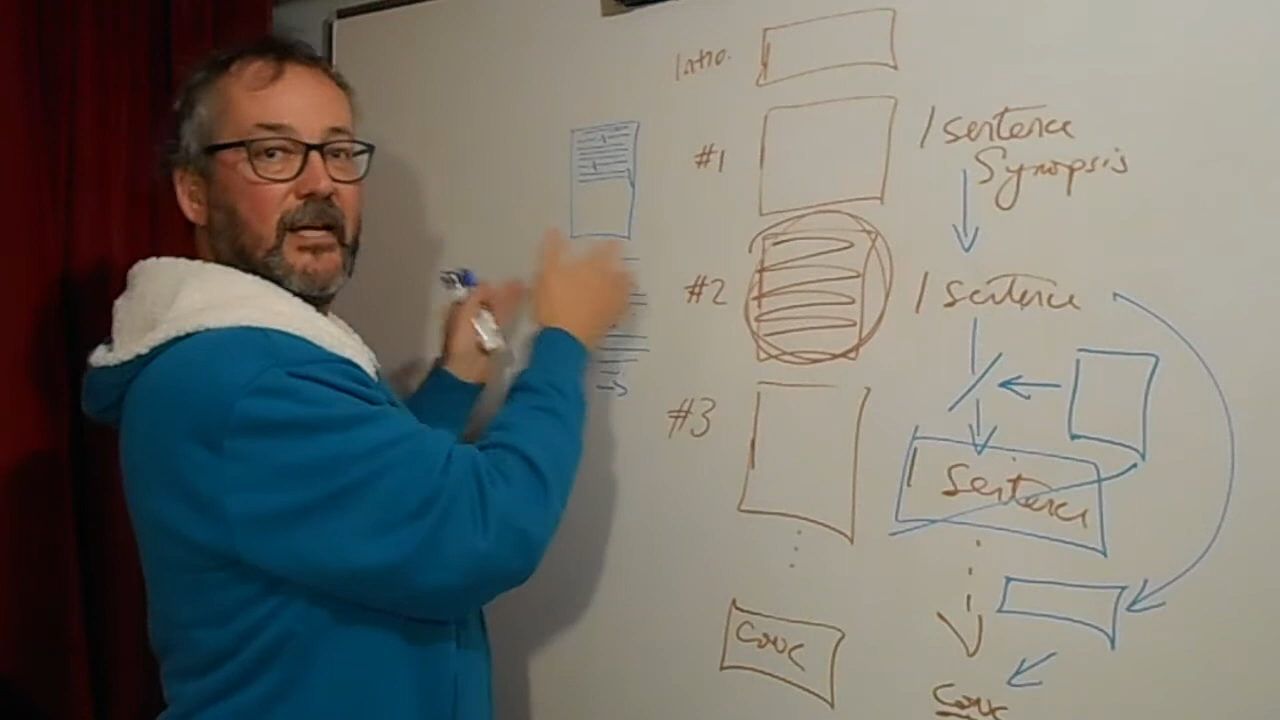 Intro.
#1
1 sentence
Synopsis
#2
1 sentence
#3
1 Sentence
Conc
Conc